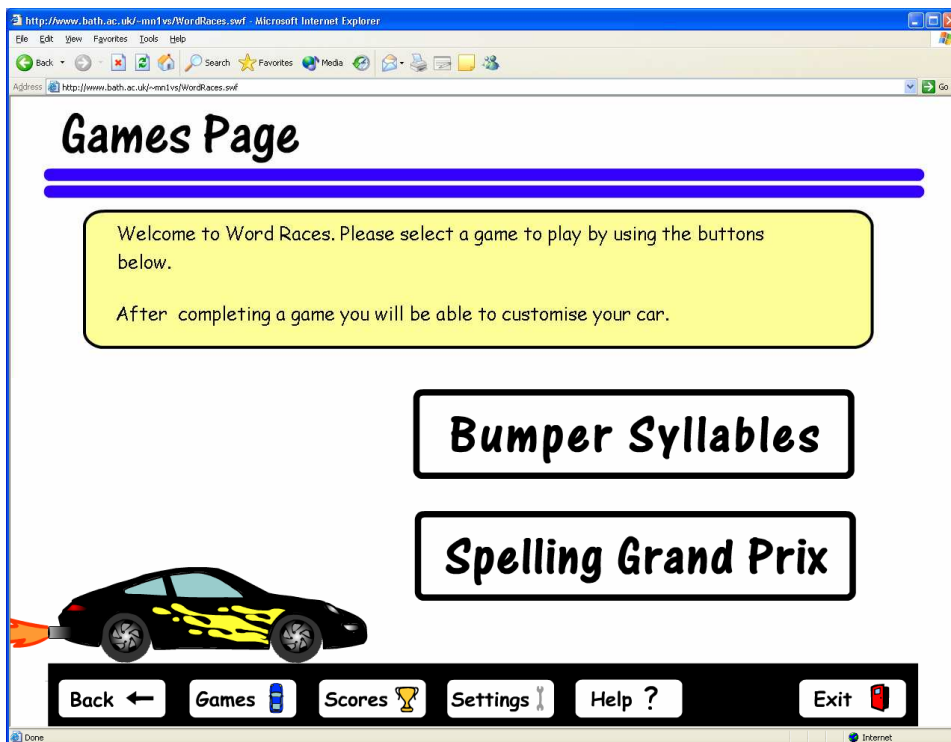 http://www.bath.ac.uk/~mn1vs/WordRaces.swf - Microsoft Internet Explorer
File Edit View Favorites Tools Help
Back Search Favorites Media
Address http://www.bath.ac.uk/~mn1vs/WordRaces.swf Go
Games Page
Welcome to Word Races. Please select a game to play by using the buttons
below.
After completing a game you will be able to customise your car.
Bumper Syllables
Spelling Grand Prix
Back Games Scores Settings Help ? Exit
Done Internet